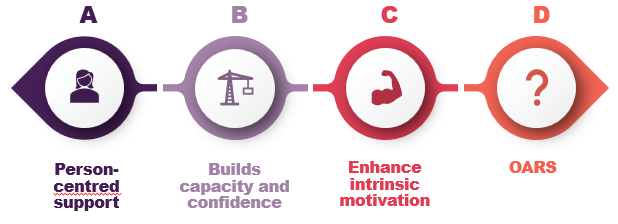 A
B
C
D
Person-
centred
support
Builds
capacity and
confidence
Enhance
intrinsic
motivation
OARS